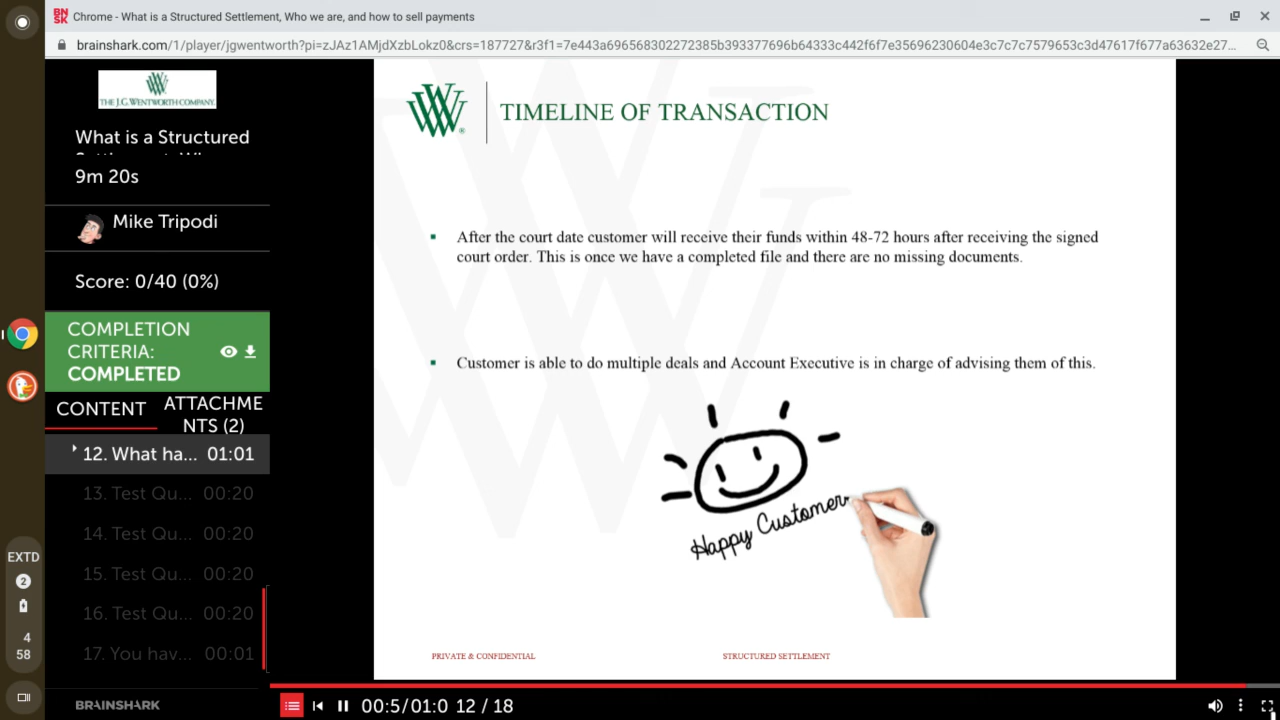 BN
SK
Chrome - What is a Structured Settlement, Who we are, and how to sell payments
brainshark.com/1/player/jgwentworth?pi=zJAz1AMjdXzbLokz0&crs=187727&r3f1=7e443a696568302272385b393377696b64333c442f6f7e35696230604e3c7c7c7579653c3d47617f677a63632e27...
THE J.G. WENTWORTH COMPANY.
What is a Structured
9m 20s
Mike Tripodi
Score: 0/40 (0%)
COMPLETION
CRITERIA:
COMPLETED
CONTENT
ATTACHME
NTS (2)
12. What ha... 01:01
13. Test Qu... 00:20
14. Test Qu... 00:20
15. Test Qu... 00:20
16. Test Qu... 00:20
17. You hav... 00:01
BRAINSHARK
EXTD
2
4
58
TIMELINE OF TRANSACTION
After the court date customer will receive their funds within 48-72 hours after receiving the signed
court order. This is once we have a completed file and there are no missing documents.
Customer is able to do multiple deals and Account Executive is in charge of advising them of this.
Happy Customer
PRIVATE & CONFIDENTIAL
STRUCTURED SETTLEMENT
00:5/01:0 12 / 18